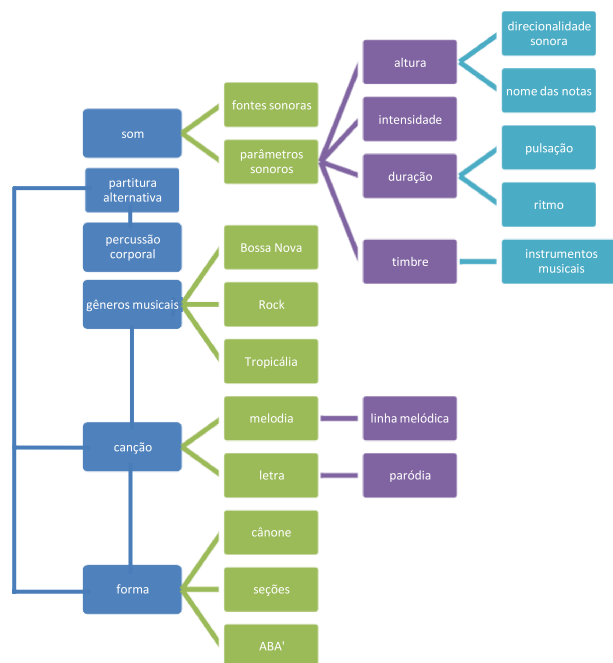 som
fontes sonoras
parâmetros
sonoros
altura
direcionalidade
sonora
nome das notas
intensidade
duração
pulsação
ritmo
timbre
instrumentos
musicais
partitura
alternativa
percussão
corporal
gêneros musicais
Bossa Nova
Rock
Tropicália
canção
melodia
linha melódica
letra
paródia
forma
cânone
seções
ABA'